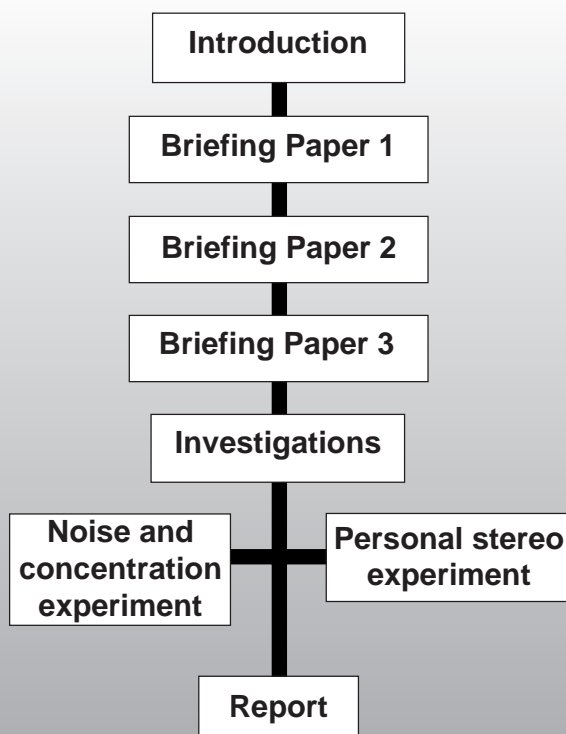 Introduction
Briefing Paper 1
Briefing Paper 2
Briefing Paper 3
Investigations
Noise and
concentration
experiment
Personal stereo
experiment
Report